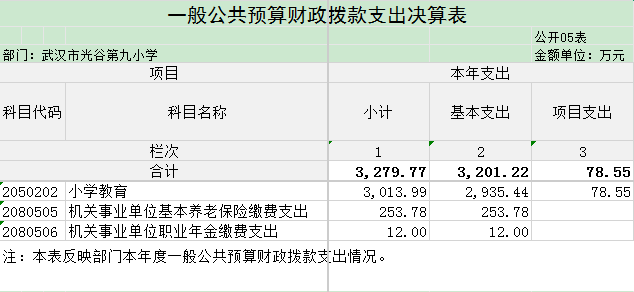 一般公共预算财政拨款支出决算表
公开05表
部门：武汉市光谷第九小学 金额单位：万元
项目 本年支出
科目代码 科目名称 小计 基本支出 项目支出
栏次 1 2 3
合计 3,279.77 3,201.22 78.55
2050202 小学教育 3,013.99 2,935.44 78.55
2080505 机关事业单位基本养老保险缴费支出 253.78 253.78
2080506 机关事业单位职业年金缴费支出 12.00 12.00
注：本表反映部门本年度一般公共预算财政拨款支出情况。